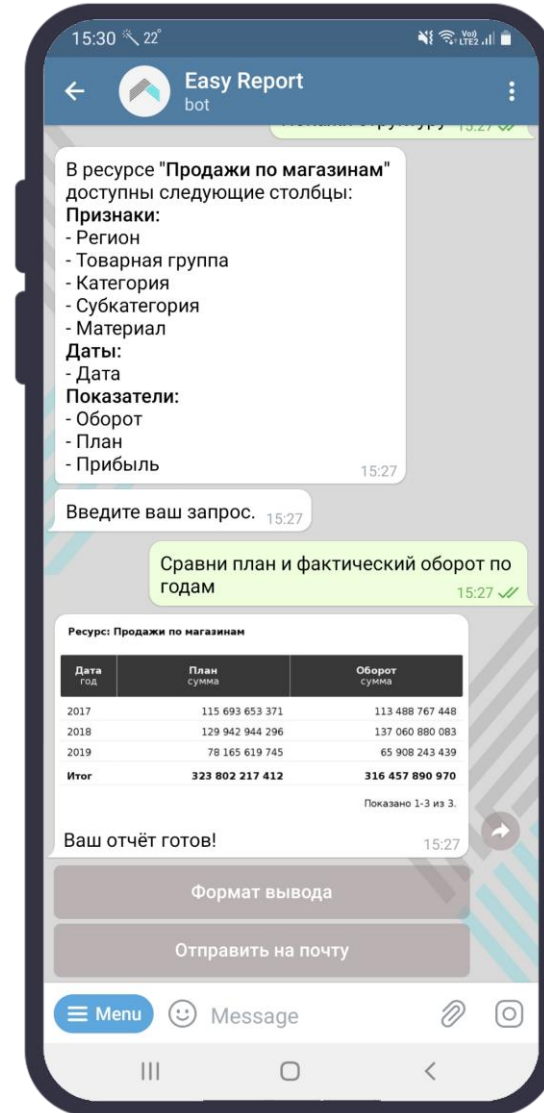 15:30 22°
Vo))
LTE2
Easy Report
bot
15:27
В ресурсе "Продажи по магазинам"
доступны следующие столбцы:
Признаки:
- Регион
- Товарная группа
- Категория
- Субкатегория
- Материал
Даты:
- Дата
Показатели:
- Оборот
- План
- Прибыль
15:27
Введите ваш запрос. 15:27
Сравни план и фактический оборот по
годам
15:27
Ресурс: Продажи по магазинам
Дата План Оборот
год сумма сумма
2017 115 693 653 371 113 488 767 448
2018 129 942 944 296 137 060 880 083
2019 78 165 619 745 65 908 243 439
Итог 323 802 217 412 316 457 890 970
Показано 1-3 из 3.
Ваш отчёт готов! 15:27
Формат вывода
Отправить на почту
Menu Message